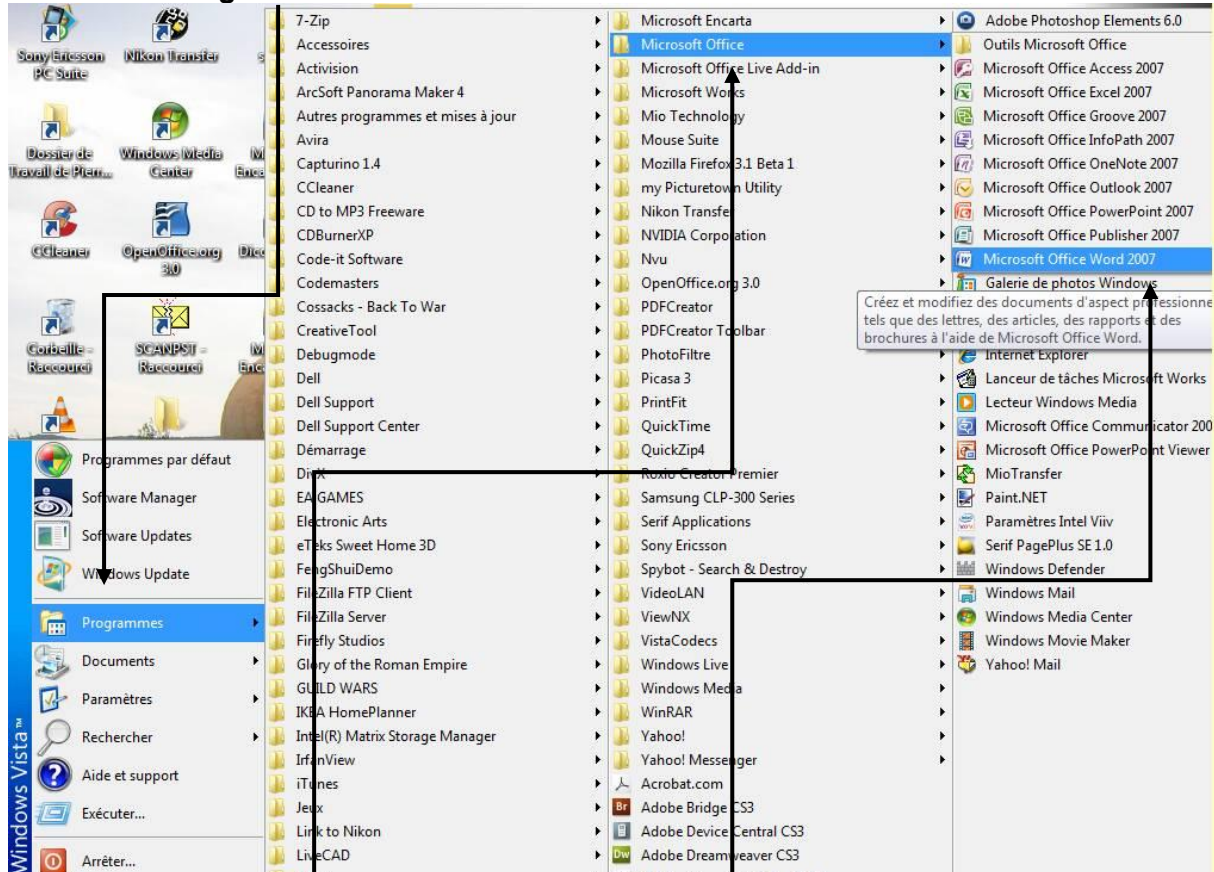 Sony Ericsson
PC Suite
Nikon Transfer
Dossier de
Travail de Pierr...
Windows Media
Center
CCleaner
OpenOffice.org
3.0
Corbeille -
Raccourci
SCANPST -
Raccourci
Programmes par défaut
Software Manager
Software Updates
Windows Update
Programmes
Documents
Paramètres
Rechercher
Aide et support
Exécuter...
Arrêter...
Windows Vista™
7-Zip
Accessoires
Activision
ArcSoft Panorama Maker 4
Autres programmes et mises à jour
Avira
Capturino 1.4
CCleaner
CD to MP3 Freeware
CDBurnerXP
Code-it Software
Codemasters
Cossacks - Back To War
CreativeTool
Debugmode
Dell
Dell Support
Dell Support Center
Démarrage
DivX
EA GAMES
Electronic Arts
eTeks Sweet Home 3D
FengShuiDemo
FileZilla FTP Client
FileZilla Server
Firefly Studios
Glory of the Roman Empire
GUILD WARS
IKEA HomePlanner
Intel(R) Matrix Storage Manager
IrfanView
iTunes
Jeux
Link to Nikon
LiveCAD
Microsoft Encarta
Microsoft Office
Microsoft Office Live Add-in
Microsoft Works
Mio Technology
Mouse Suite
Mozilla Firefox 3.1 Beta 1
my Picturetown Utility
Nikon Transfer
NVIDIA Corporation
Nvu
OpenOffice.org 3.0
PDFCreator
PDFCreator Toolbar
PhotoFiltre
Picasa 3
PrintFit
QuickTime
QuickZip4
Roxio Creator Premier
Samsung CLP-300 Series
Serif Applications
Sony Ericsson
Spybot - Search & Destroy
VideoLAN
ViewNX
VistaCodecs
Windows Live
Windows Media
WinRAR
Yahoo!
Yahoo! Messenger
Acrobat.com
Br Adobe Bridge CS3
Adobe Device Central CS3
Dw Adobe Dreamweaver CS3
Adobe Photoshop Elements 6.0
Outils Microsoft Office
Microsoft Office Access 2007
Microsoft Office Excel 2007
Microsoft Office Groove 2007
Microsoft Office InfoPath 2007
Microsoft Office OneNote 2007
Microsoft Office Outlook 2007
Microsoft Office PowerPoint 2007
Microsoft Office Publisher 2007
Microsoft Office Word 2007
Galerie de photos Windows
Créez et modifiez des documents d'aspect professionne
tels que des lettres, des articles, des rapports et des
brochures à l'aide de Microsoft Office Word.
Internet Explorer
Lanceur de tâches Microsoft Works
Lecteur Windows Media
Microsoft Office Communicator 200
Microsoft Office PowerPoint Viewer
MioTransfer
Paint.NET
Paramètres Intel Viiv
Serif PagePlus SE 1.0
Windows Defender
Windows Mail
Windows Media Center
Windows Movie Maker
Yahoo! Mail